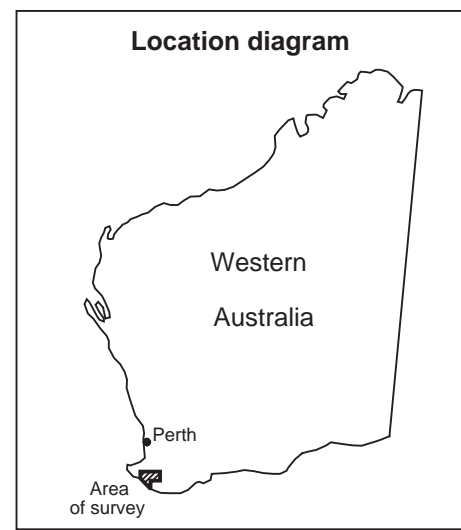 Location diagram
Western
Australia
Perth
Area
of survey